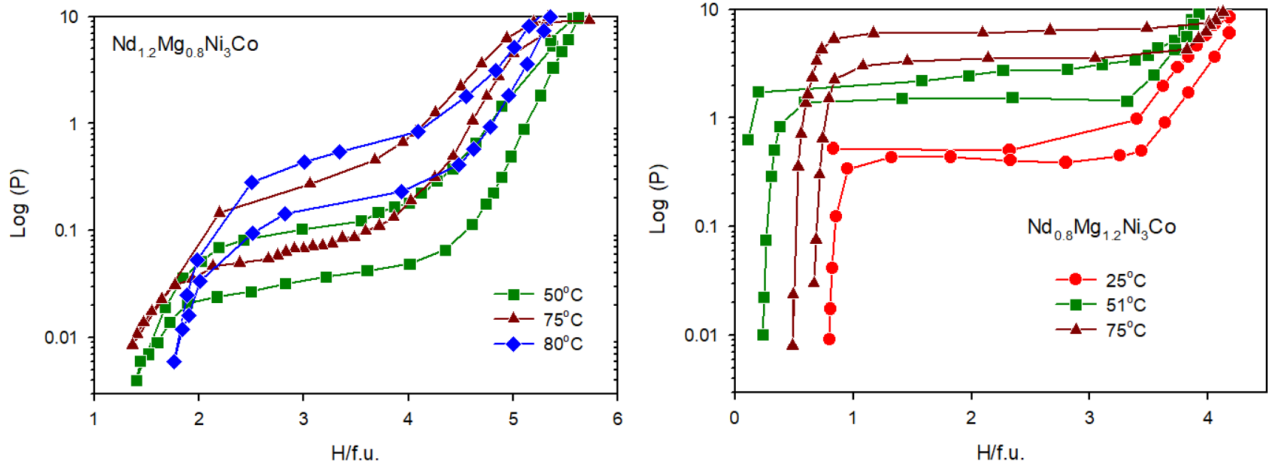 10
1
0.1
0.01
Log (P)
Nd1.2Mg0.8Ni3Co
50°C
75°C
80°C
1 2 3 4 5 6
H/f.u.
10
1
0.1
0.01
Log (P)
Nd0.8Mg1.2Ni3Co
25°C
51°C
75°C
0 1 2 3 4
H/f.u.